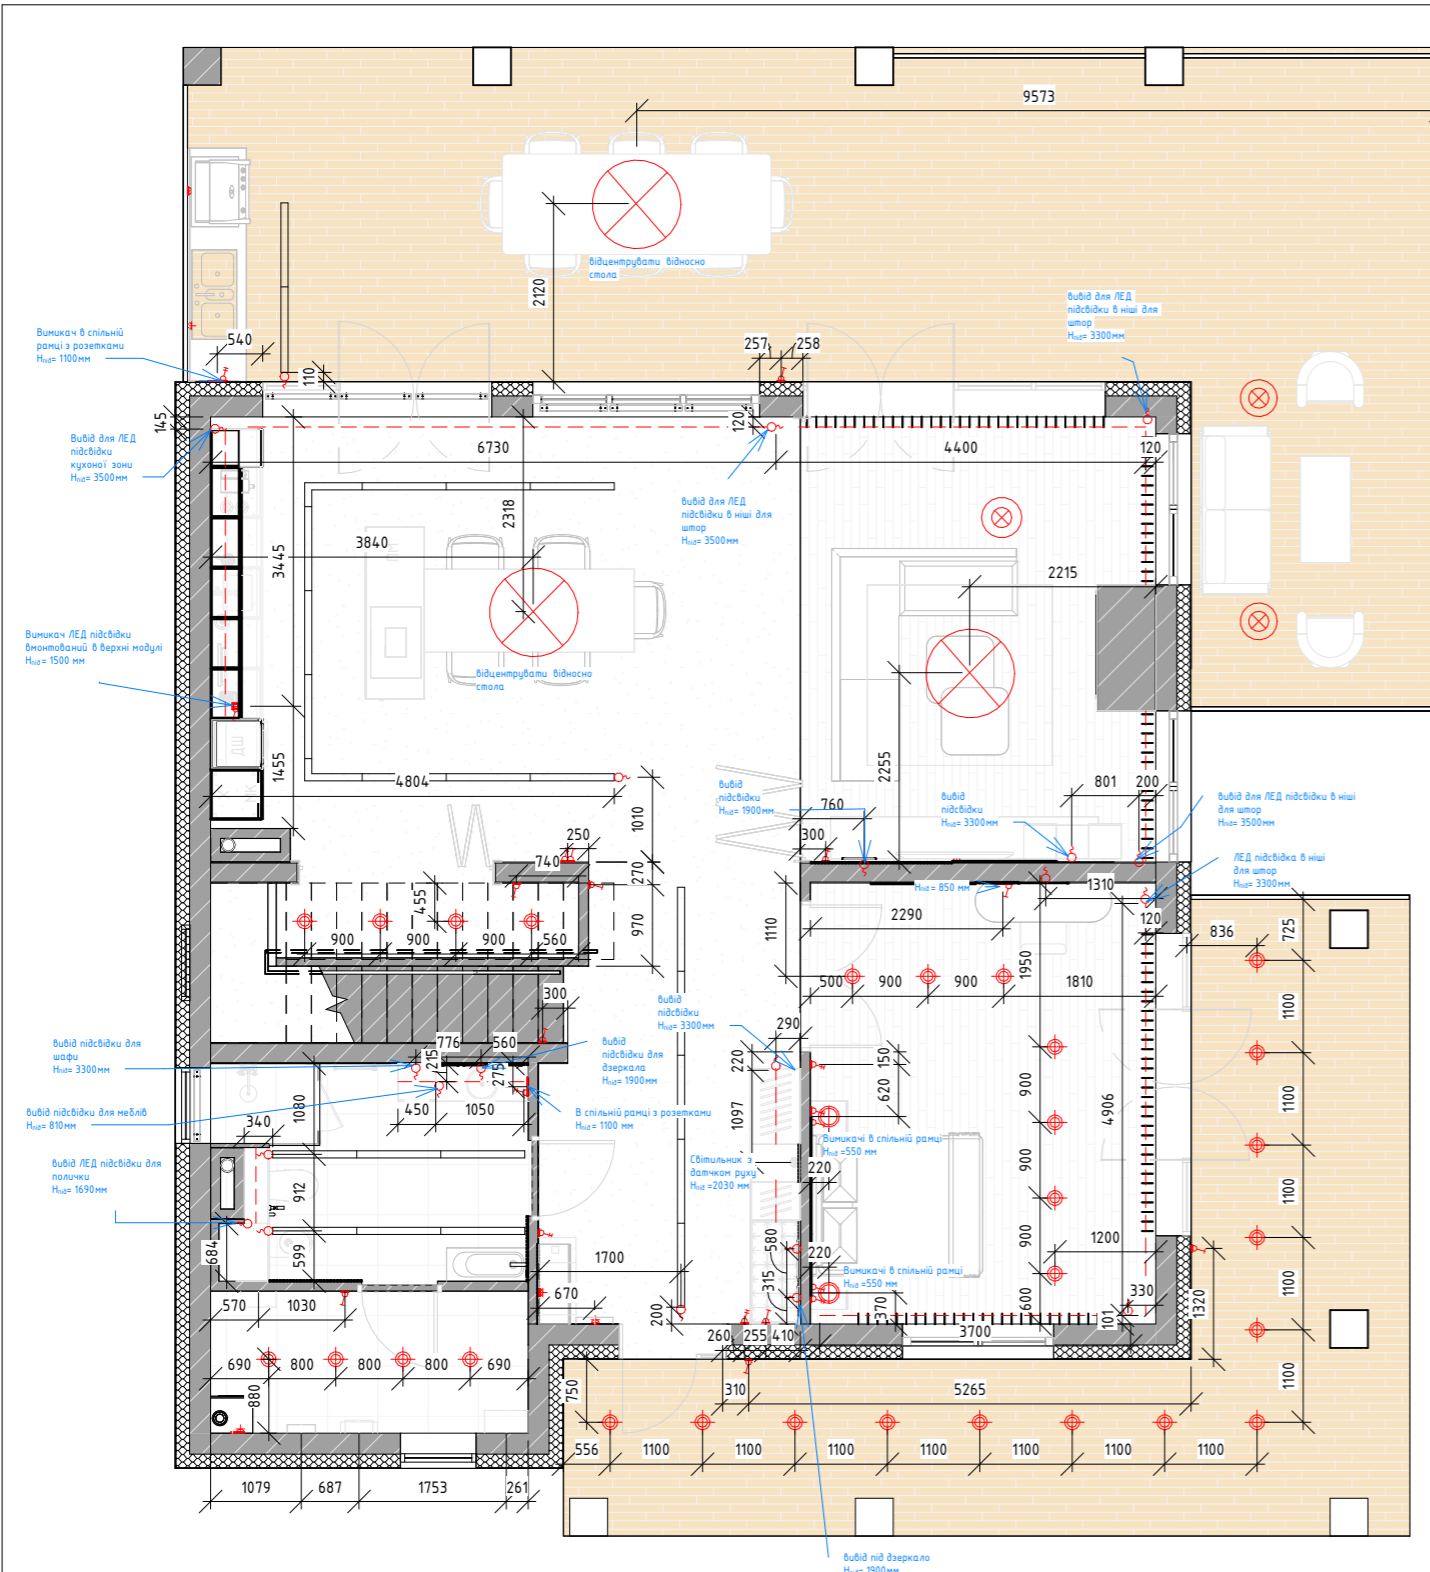 9573
відцентрувати відносно
стола
2120
вивід для ЛЕД
підсвідки в ніші для
штор
Hпід= 3300мм
Вимикач в спільній
рамці з розетками
Hпід= 1100мм
540
110
257
258
145
120
6730
4400
120
Вивід для ЛЕД
підсвідки
кухоної зони
Hпід= 3500мм
вивід для ЛЕД
підсвідки в ніші для
штор
Hпід= 3500мм
2318
3840
3445
ПМ
2215
Вимикач ЛЕД підсвідки
вмонтований в верхні модулі
Hпід= 1500 мм
відцентрувати відносно
стола
ДШ
МК
1455
4804
2255
вивід
підсвідки
Hпід= 1900мм
760
300
вивід
підсвідки
Hпід= 3300мм
801
200
вивід для ЛЕД підсвідки в ніші
для штор
Hпід= 3500мм
ЛЕД підсвідка в ніші
для штор
Hпід= 3300мм
1010
250
740
270
455
970
900
900
900
560
Hпід = 850 мм
1310
2290
1110
120
836
725
1950
500
900
900
1810
1100
300
вивід
підсвідки
Hпід= 3300мм
290
220
150
620
вивід підсвідки для
шафи
Hпід= 3300мм
776
215
560
275
вивід
підсвідки для
дзеркала
Hпід= 1900мм
900
4906
1100
вивід підсвідки для меблів
Hпід= 810мм
1080
340
450
1050
В спільній рамці з розетками
Hпід= 1100 мм
1097
Вимикачі в спільній рамці
Hпід =550 мм
Світильник з
датчком руху
Hпід =2030 мм
220
900
1100
вивід ЛЕД підсвідки для
полички
Hпід= 1690мм
912
684
599
1700
580
220
315
Вимикачі в спільній рамці
Hпід =550 мм
900
1200
1100
570
1030
670
200
370
600
330
101
1320
260
255
410
3700
690
800
800
800
690
880
750
310
5265
1100
556
1100
1100
1100
1100
1100
1100
1100
1079
687
1753
261
вивід під дзеркало
Hпід= 1900мм